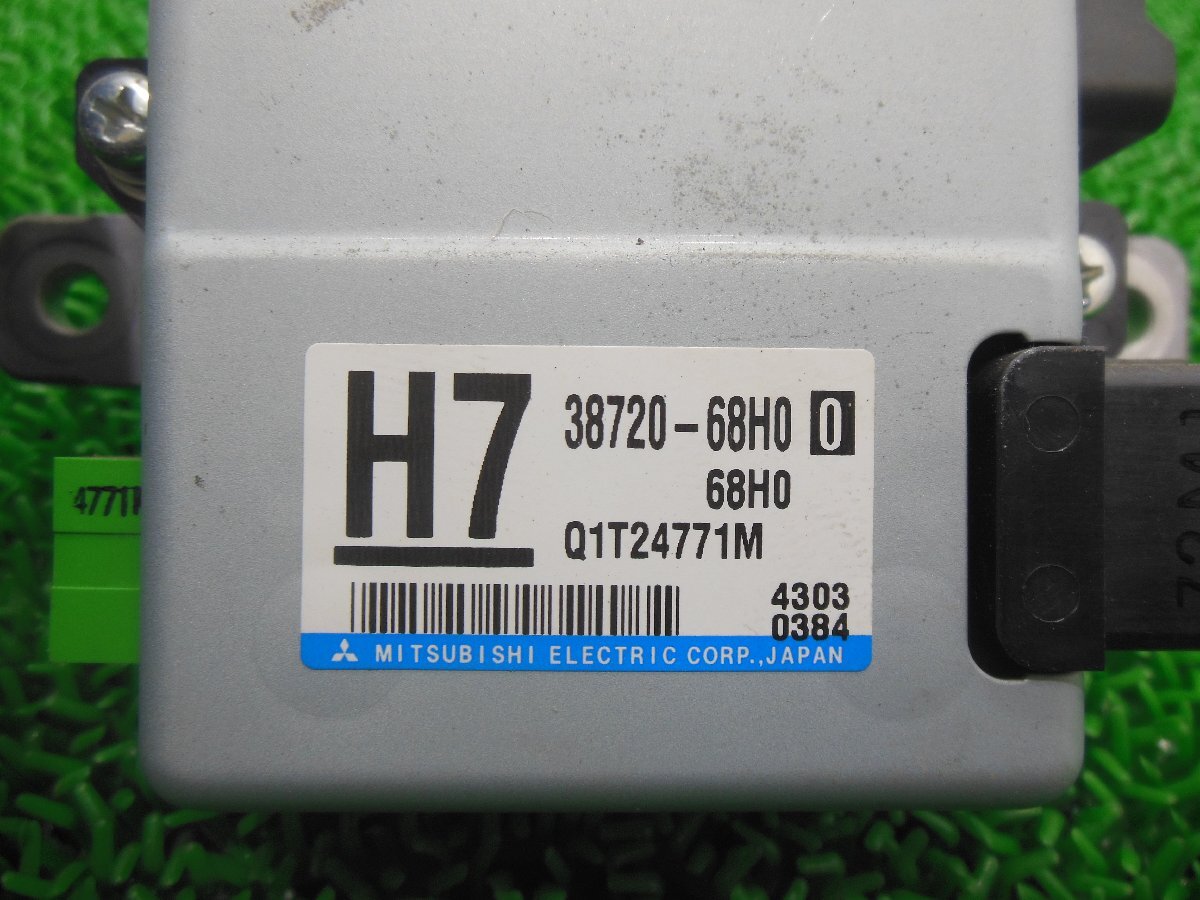 H7
38720-68H0 0
68H0
Q1T24771M
4303
0384
MITSUBISHI ELECTRIC CORP.,JAPAN